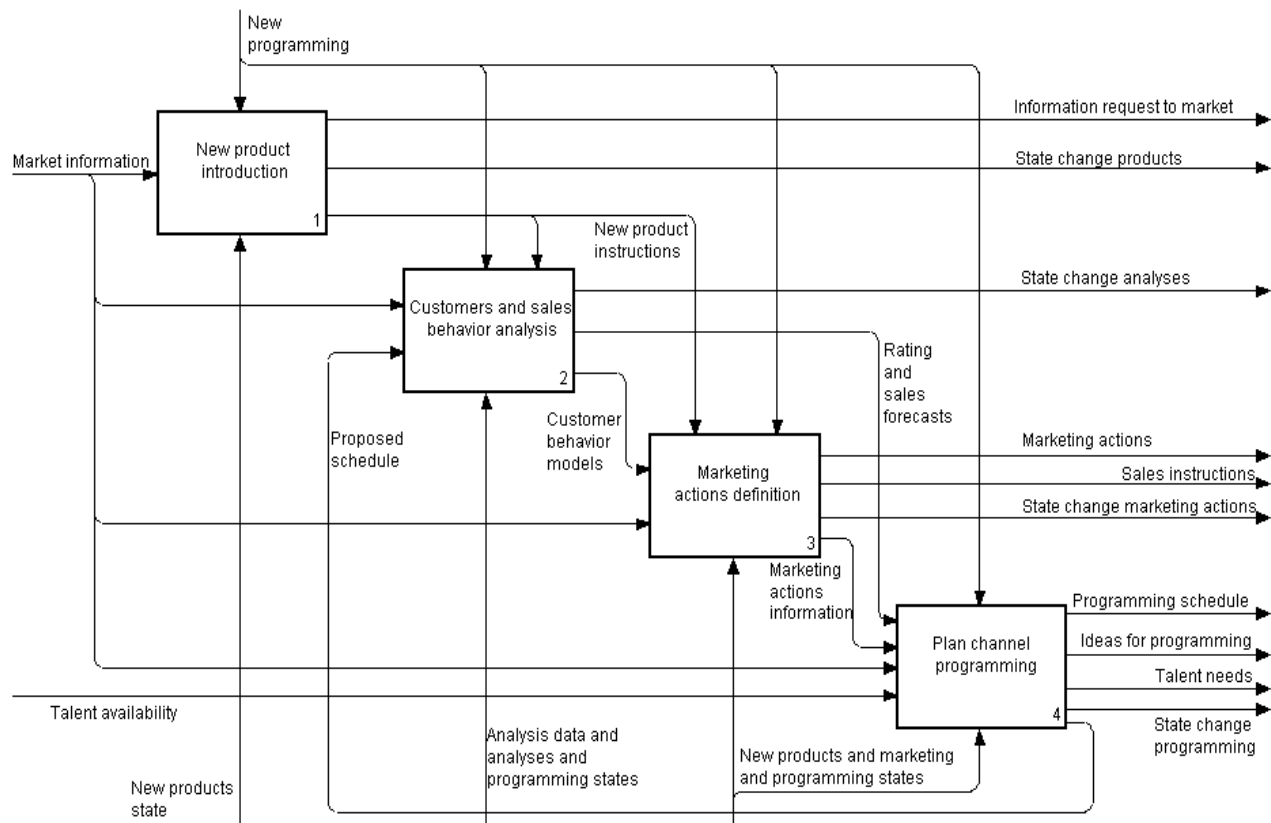 New
programming
Information request to market
New product
introduction
Market information
State change products
1
New product
instructions
State change analyses
Customers and sales
behavior analysis
2
Rating
and
sales
forecasts
Proposed
schedule
Customer
behavior
models
Marketing actions
Marketing
actions definition
Sales instructions
State change marketing actions
3
Marketing
actions
information
Programming schedule
Plan channel
programming
Ideas for programming
Talent needs
Talent availability
4
State change
programming
Analysis data and
analyses and
programming states
New products and marketing
and programming states
New products
state